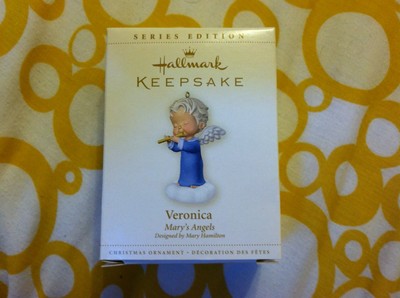 SERIES EDITION
Hallmark
KEEPSAKE
Veronica
Mary's Angels
Designed by Mary Hamilton
CHRISTMAS ORNAMENT • DÉCORATION DES FÊTES